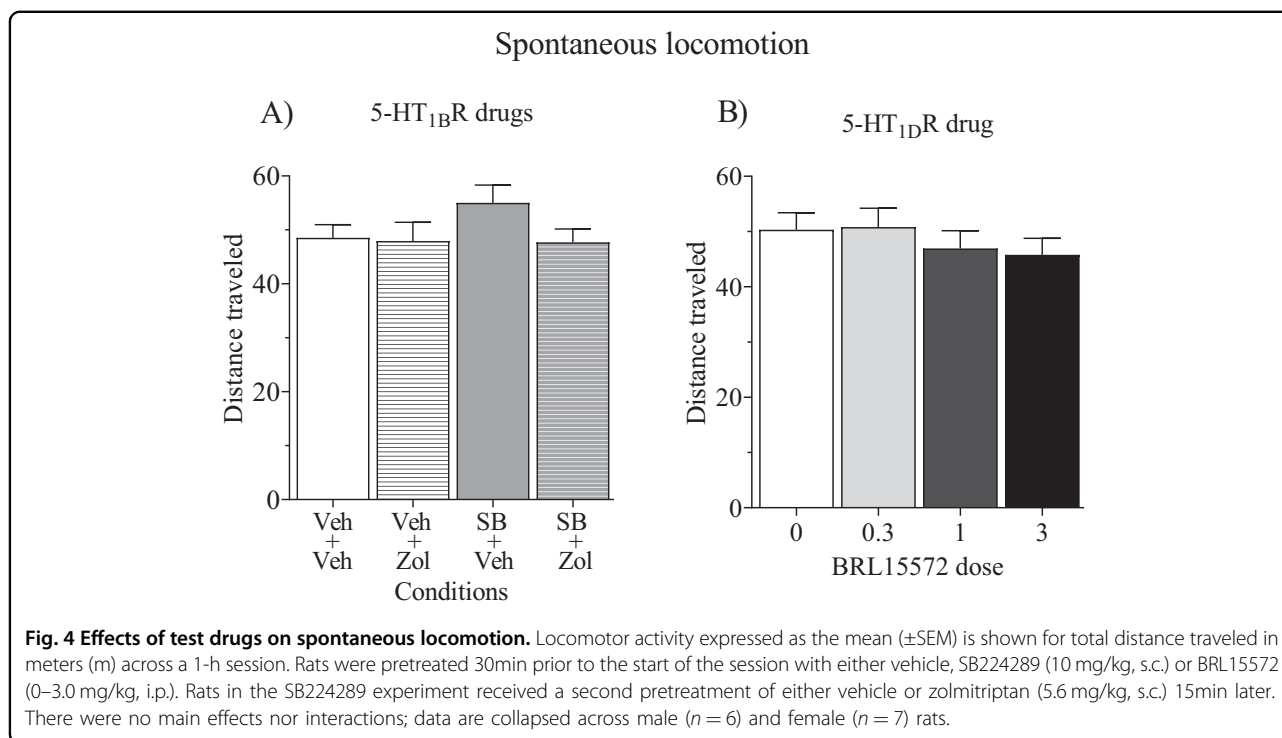 Spontaneous locomotion
A)
5-HT1BR drugs
60
40
20
0
Distance traveled
Veh
+
Veh
Veh
+
Zol
SB
+
Veh
SB
+
Zol
Conditions
B)
5-HT1DR drug
60
40
20
0
Distance traveled
0 0.3 1 3
BRL15572 dose
Fig. 4 Effects of test drugs on spontaneous locomotion. Locomotor activity expressed as the mean (±SEM) is shown for total distance traveled in
meters (m) across a 1-h session. Rats were pretreated 30min prior to the start of the session with either vehicle, SB224289 (10 mg/kg, s.c.) or BRL15572
(0–3.0 mg/kg, i.p.). Rats in the SB224289 experiment received a second pretreatment of either vehicle or zolmitriptan (5.6 mg/kg, s.c.) 15min later.
There were no main effects nor interactions; data are collapsed across male (n = 6) and female (n = 7) rats.